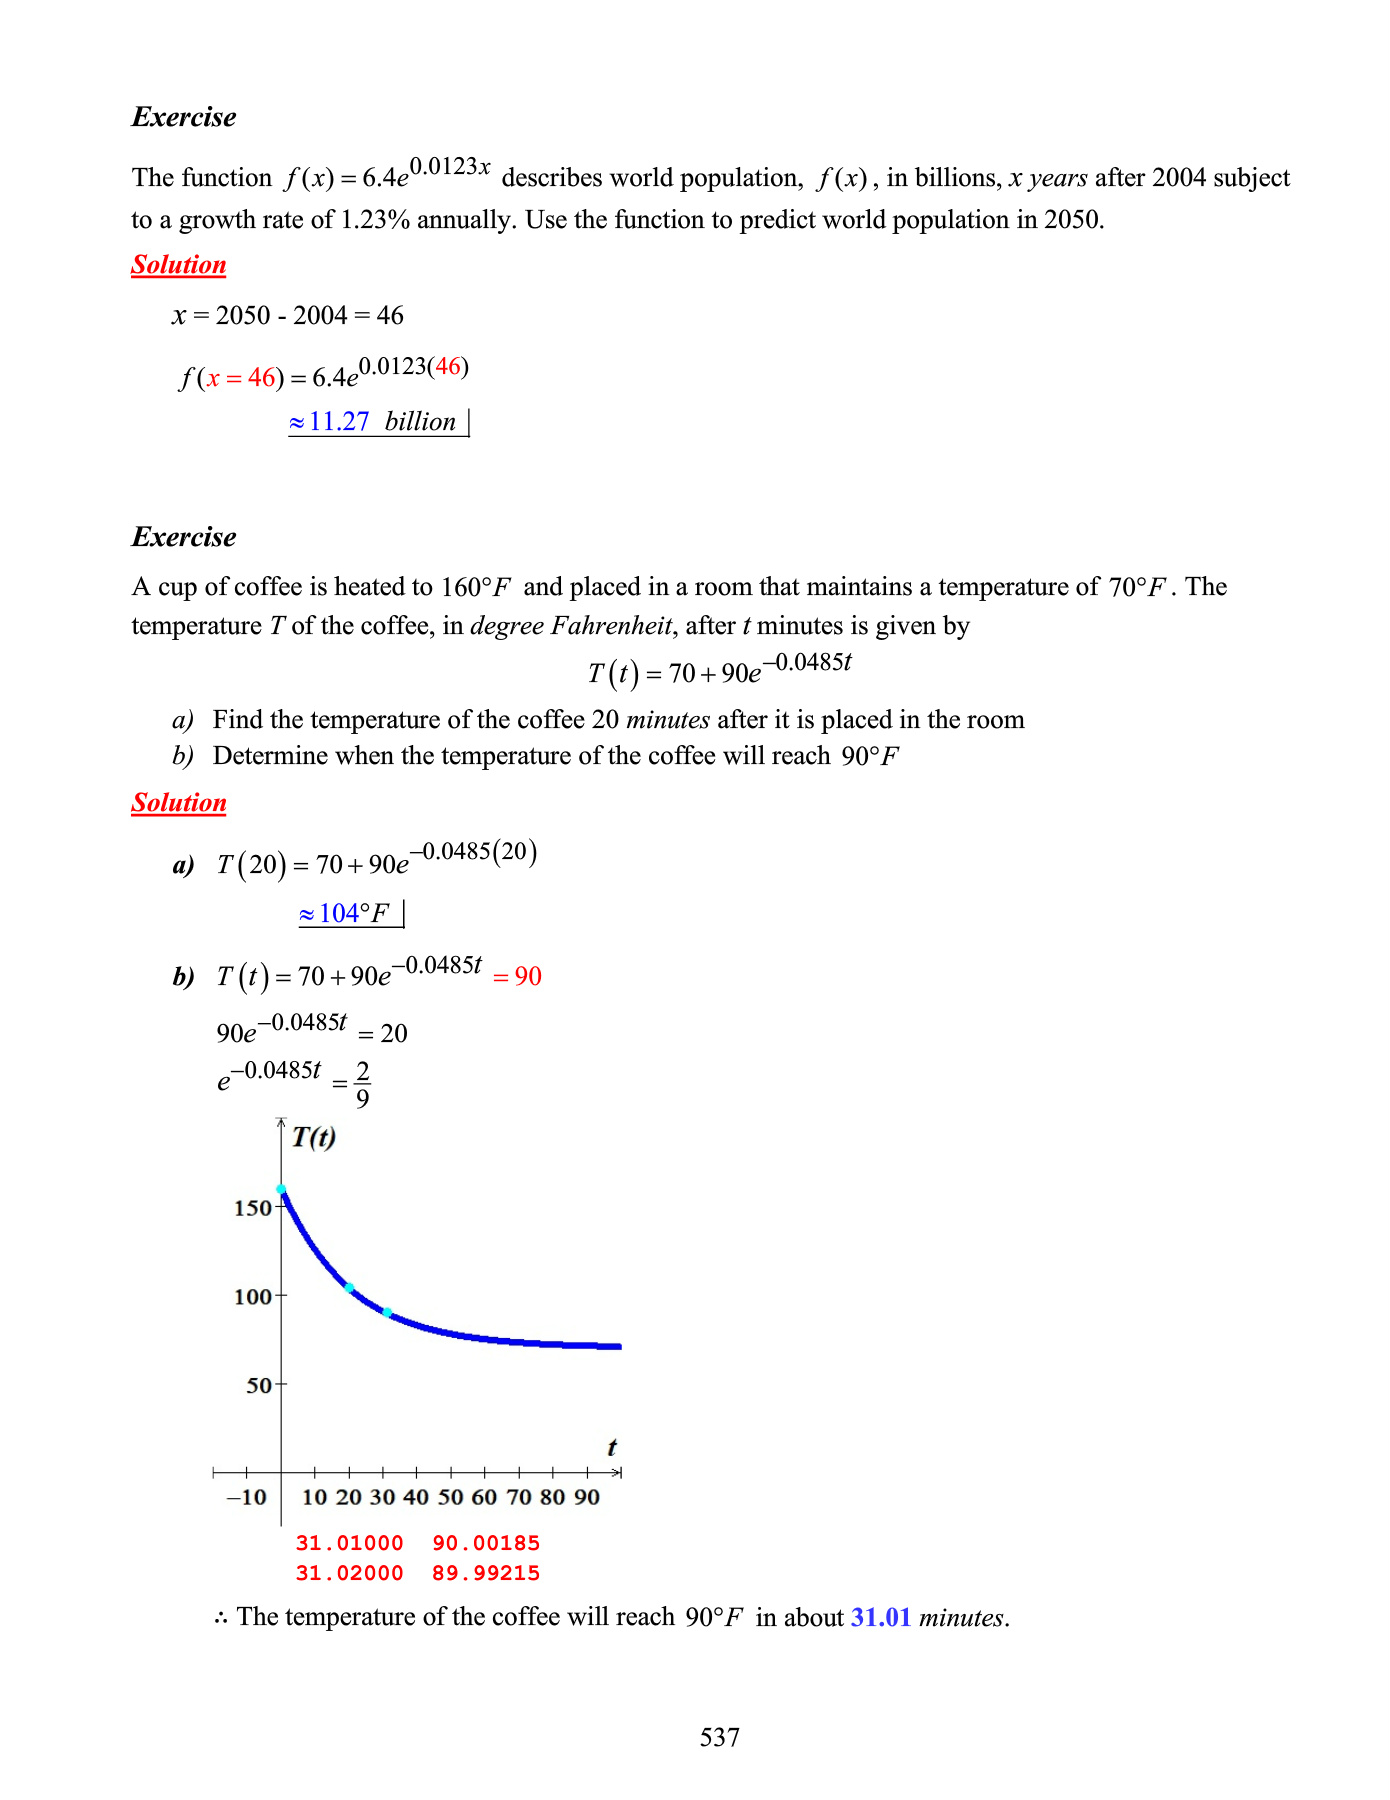 Exercise
The function f(x) = 6.4e^0.0123x describes world population, f(x), in billions, x years after 2004 subject
to a growth rate of 1.23% annually. Use the function to predict world population in 2050.
Solution
x = 2050 - 2004 = 46
f(x = 46) = 6.4e^0.0123(46)
≈ 11.27 billion
Exercise
A cup of coffee is heated to 160°F and placed in a room that maintains a temperature of 70°F. The
temperature T of the coffee, in degree Fahrenheit, after t minutes is given by
T(t) = 70 + 90e^−0.0485t
a) Find the temperature of the coffee 20 minutes after it is placed in the room
b) Determine when the temperature of the coffee will reach 90°F
Solution
a) T(20) = 70 + 90e^−0.0485(20)
≈ 104°F
b) T(t) = 70 + 90e^−0.0485t = 90
90e^−0.0485t = 20
e^−0.0485t = 2/9
T(t)
150
100
50
t
−10 10 20 30 40 50 60 70 80 90
31.01000 90.00185
31.02000 89.99215
∴ The temperature of the coffee will reach 90°F in about 31.01 minutes.
537